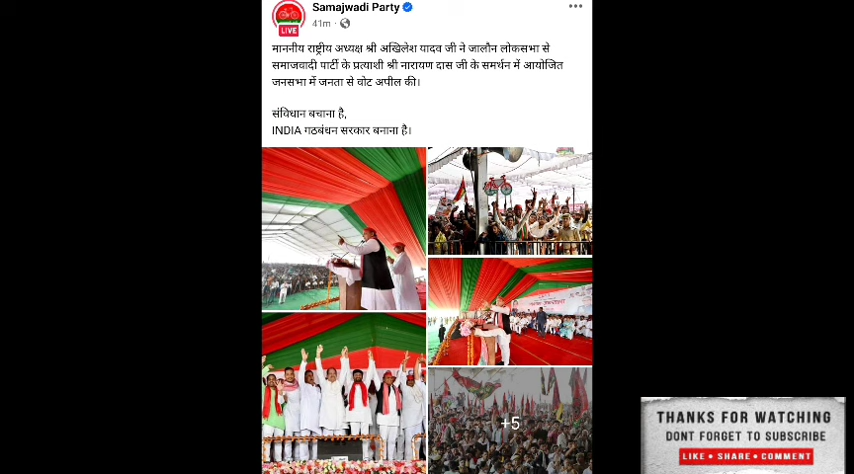 Samajwadi Party
LIVE
41m
माननीय राष्ट्रीय अध्यक्ष श्री अखिलेश यादव जी ने जालौन लोकसभा से
समाजवादी पार्टी के प्रत्याशी श्री नारायण दास जी के समर्थन में आयोजित
जनसभा में जनता से वोट अपील की।
संविधान बचाना है,
INDIA गठबंधन सरकार बनाना है।
+5
THANKS FOR WATCHING
DONT FORGET TO SUBSCRIBE
LIKE • SHARE • COMMENT